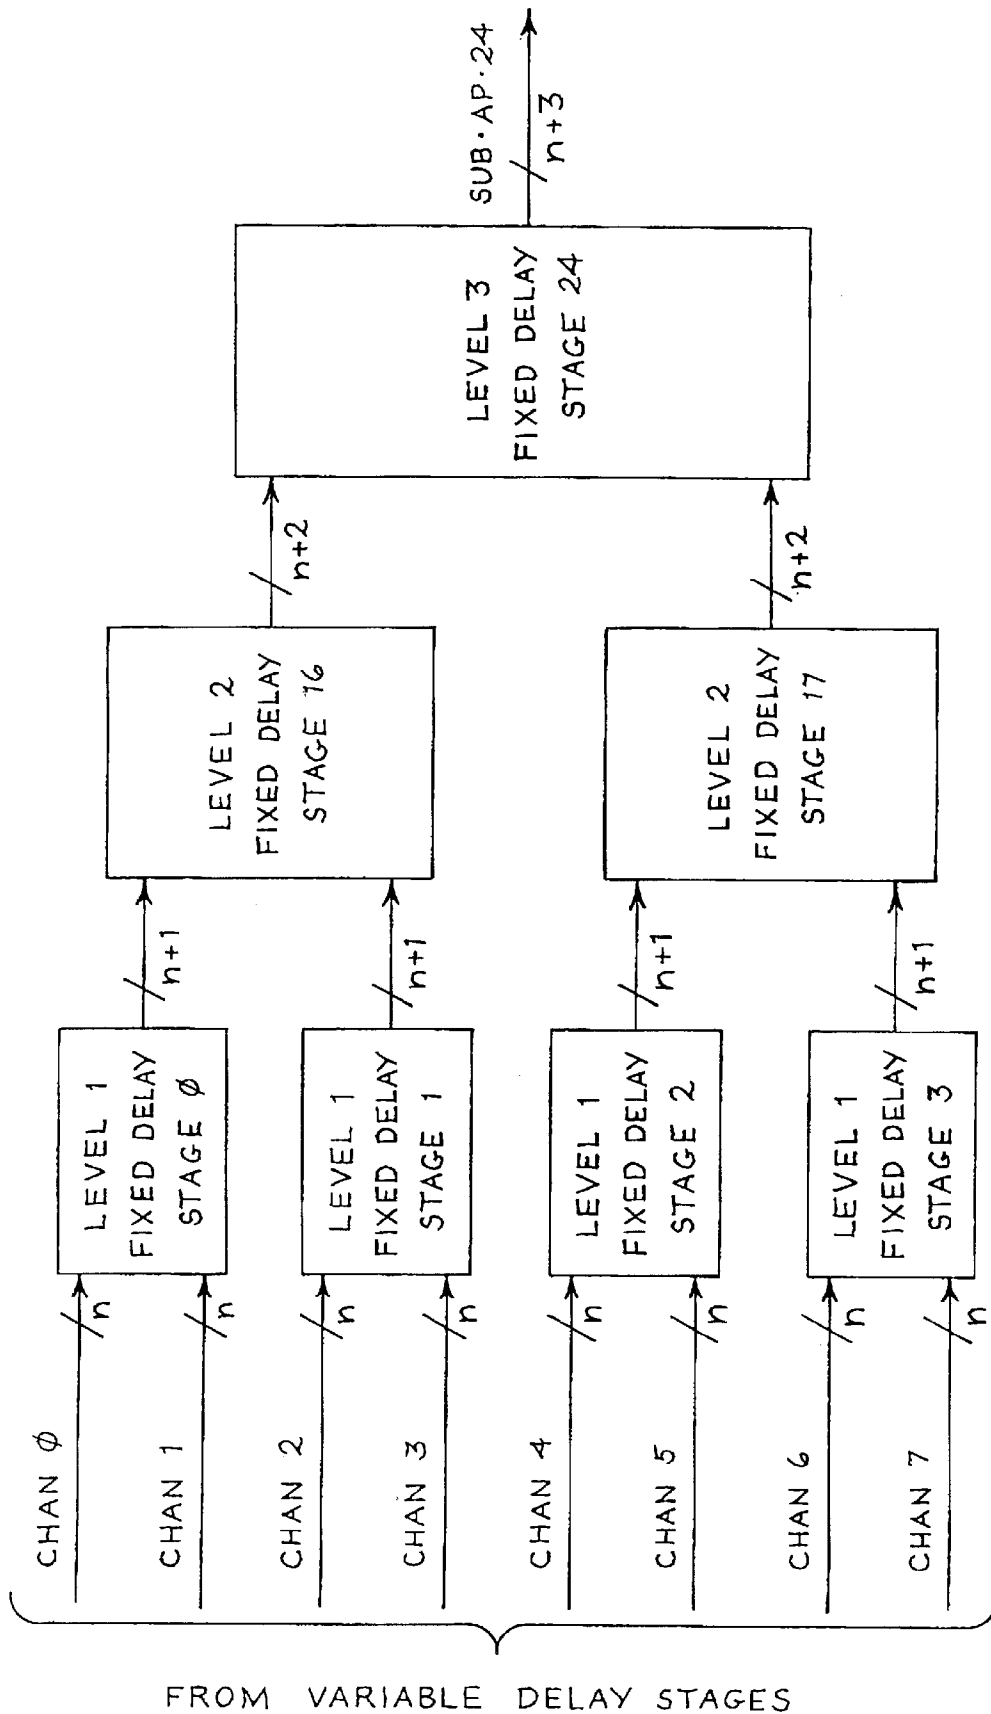 SUB·AP·24
n+3
LEVEL 3
FIXED DELAY
STAGE 24
n+2
n+2
LEVEL 2
FIXED DELAY
STAGE 16
LEVEL 2
FIXED DELAY
STAGE 17
n+1
n+1
n+1
n+1
LEVEL 1
FIXED DELAY
STAGE Ø
LEVEL 1
FIXED DELAY
STAGE 1
LEVEL 1
FIXED DELAY
STAGE 2
LEVEL 1
FIXED DELAY
STAGE 3
n
n
n
n
n
n
n
n
CHAN Ø
CHAN 1
CHAN 2
CHAN 3
CHAN 4
CHAN 5
CHAN 6
CHAN 7
FROM VARIABLE DELAY STAGES